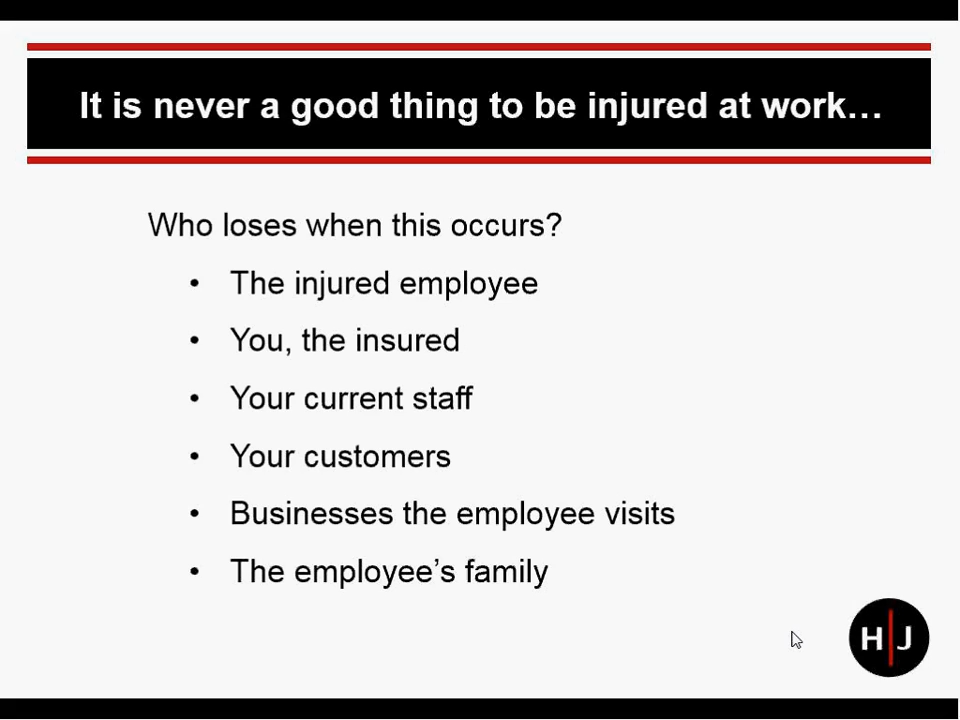 It is never a good thing to be injured at work…
Who loses when this occurs?
• The injured employee
• You, the insured
• Your current staff
• Your customers
• Businesses the employee visits
• The employee’s family
H|J